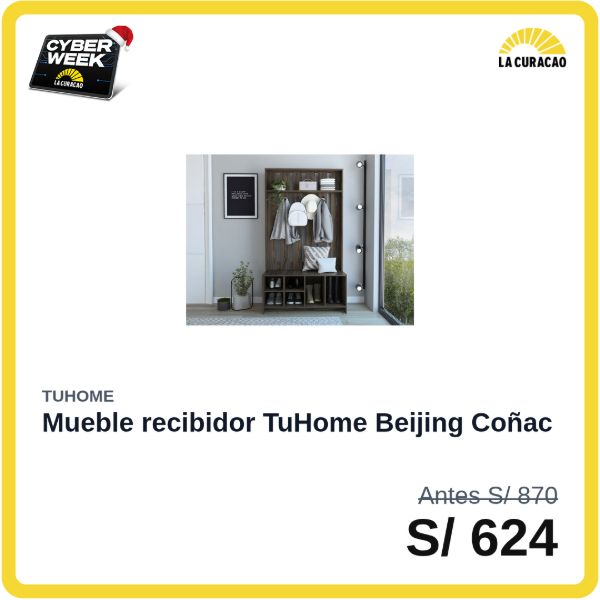 CYBER
WEEK
LA CURACAO
LA CURACAO
TUHOME
Mueble recibidor TuHome Beijing Coñac
Antes S/ 870
S/ 624